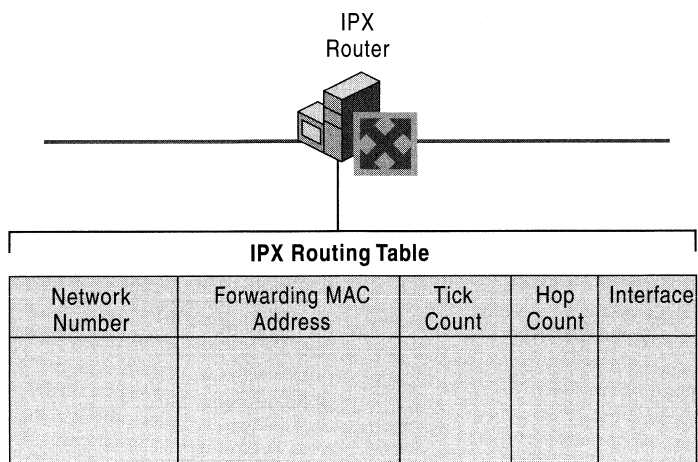 IPX
Router
IPX Routing Table
Network
Number
Forwarding MAC
Address
Tick
Count
Hop
Count
Interface